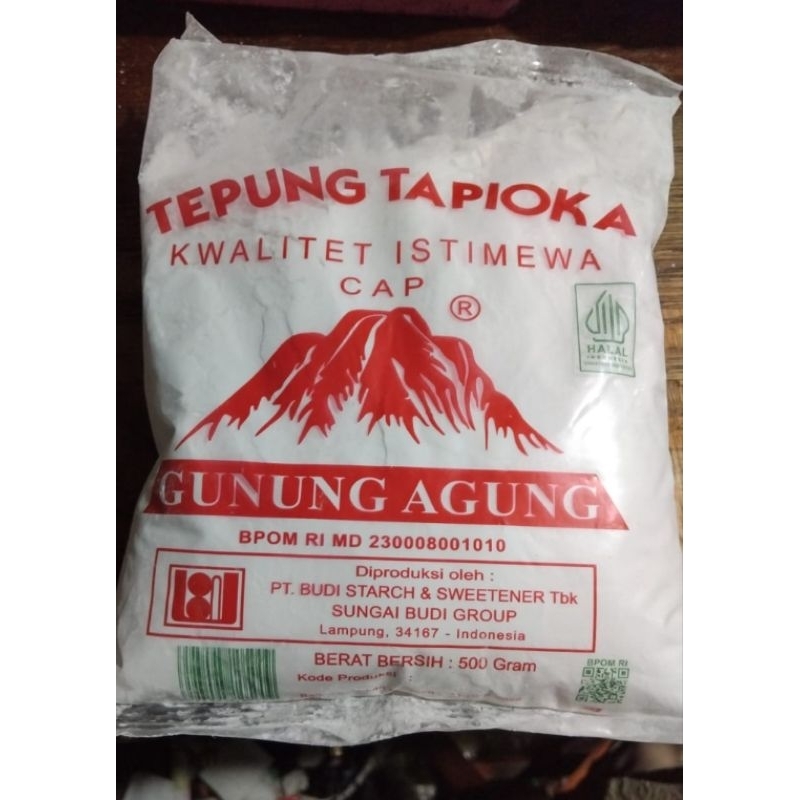 TEPUNG TAPIOKA
KWALITET ISTIMEWA
CAP ®
HALAL
INDONESIA
GUNUNG AGUNG
BPOM RI MD 230008001010
Diproduksi oleh :
PT. BUDI STARCH & SWEETENER Tbk
SUNGAI BUDI GROUP
Lampung, 34167 - Indonesia
BERAT BERSIH : 500 Gram
Kode Produksi :
BPOM RI